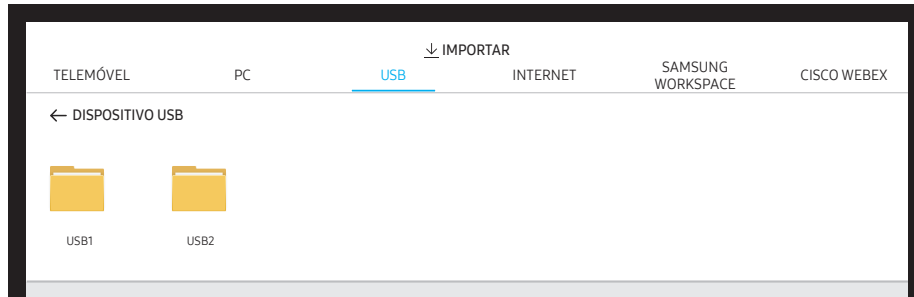 IMPORTAR
TELEMÓVEL
PC
USB
INTERNET
SAMSUNG
WORKSPACE
CISCO WEBEX
DISPOSITIVO USB
USB1
USB2